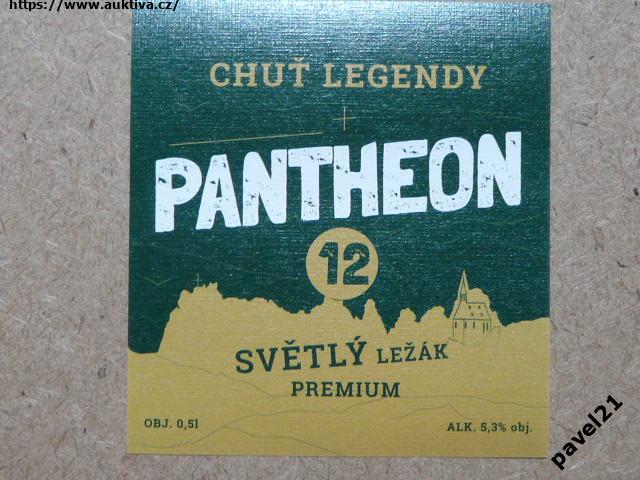 https://www.auktiva.cz/
CHUŤ LEGENDY
PANTHEON
12
SVĚTLÝ LEŽÁK
PREMIUM
OBJ. 0,5l
ALK. 5,3% obj.
pavel21